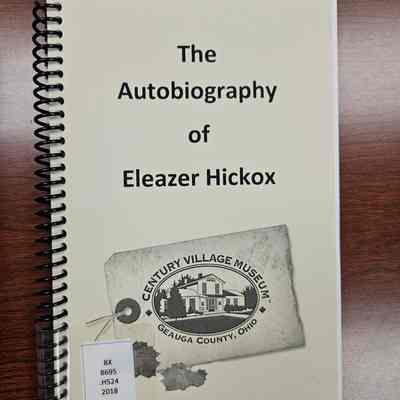 The
Autobiography
of
Eleazer Hickox
CENTURY VILLAGE MUSEUM
GEAUGA COUNTY, OHIO
BX
8695
.H524
2018